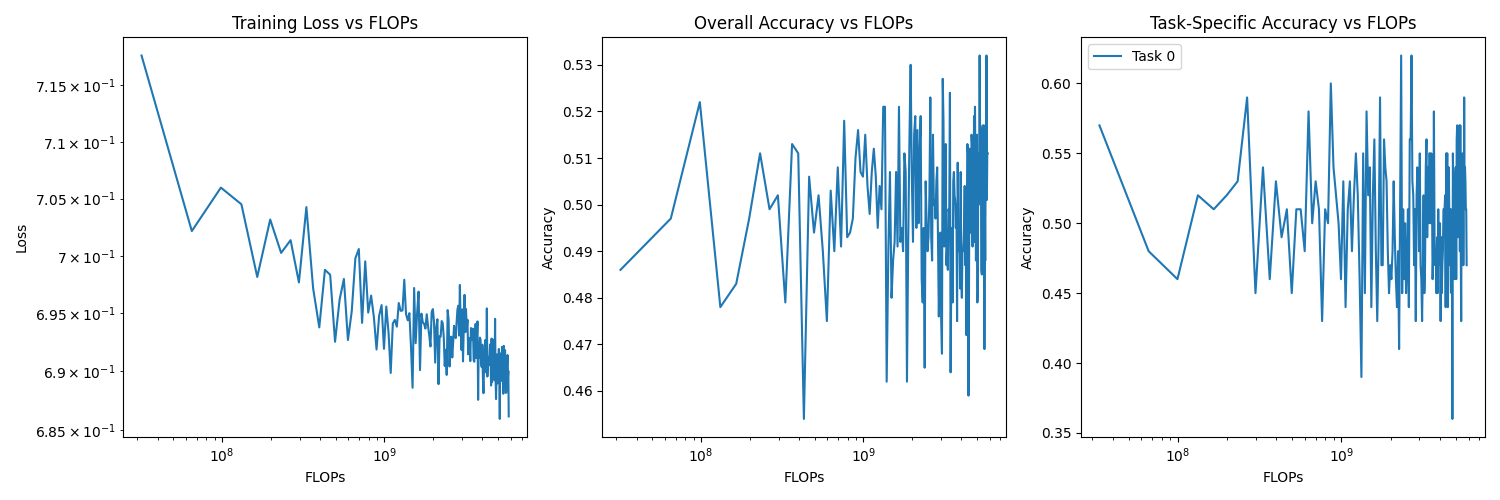 Training Loss vs FLOPs
7.15 × 10⁻¹
7.1 × 10⁻¹
7.05 × 10⁻¹
7 × 10⁻¹
6.95 × 10⁻¹
6.9 × 10⁻¹
6.85 × 10⁻¹
Loss
10⁸
10⁹
FLOPs
Overall Accuracy vs FLOPs
0.53
0.52
0.51
0.50
0.49
0.48
0.47
0.46
Accuracy
10⁸
10⁹
FLOPs
Task-Specific Accuracy vs FLOPs
Task 0
0.60
0.55
0.50
0.45
0.40
0.35
Accuracy
10⁸
10⁹
FLOPs